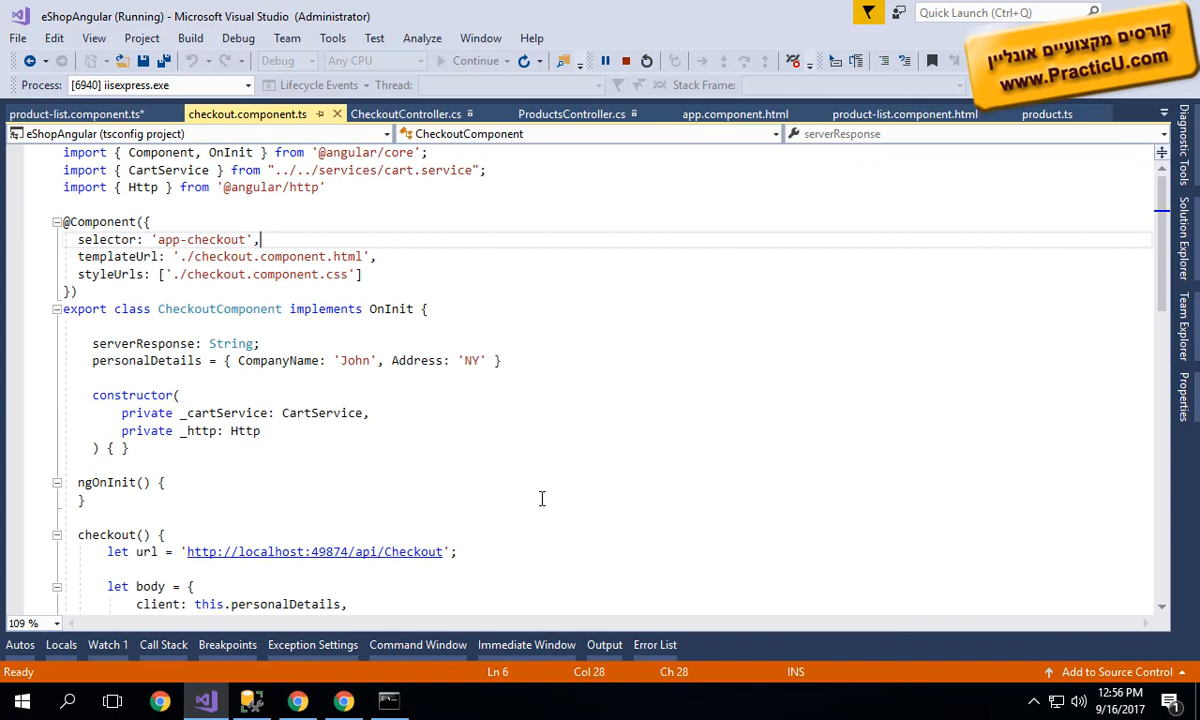 eShopAngular (Running) - Microsoft Visual Studio (Administrator)
Quick Launch (Ctrl+Q)
File Edit View Project Build Debug Team Tools Test Analyze Window Help
Debug Any CPU Continue
Process: [6940] iisexpress.exe Lifecycle Events Thread: Stack Frame:
קורסים מקצועיים אונליין
www.PracticU.com
product-list.component.ts* checkout.component.ts CheckoutController.cs ProductsController.cs app.component.html product-list.component.html product.ts
eShopAngular (tsconfig project) CheckoutComponent serverResponse
import { Component, OnInit } from '@angular/core';
import { CartService } from "../../services/cart.service";
import { Http } from '@angular/http'
@Component({
selector: 'app-checkout',
templateUrl: './checkout.component.html',
styleUrls: ['./checkout.component.css']
})
export class CheckoutComponent implements OnInit {
serverResponse: String;
personalDetails = { CompanyName: 'John', Address: 'NY' }
constructor(
private _cartService: CartService,
private _http: Http
) { }
ngOnInit() {
}
checkout() {
let url = 'http://localhost:49874/api/Checkout';
let body = {
client: this.personalDetails,
Diagnostic Tools
Solution Explorer
Team Explorer
Properties
109 %
Autos Locals Watch 1 Call Stack Breakpoints Exception Settings Command Window Immediate Window Output Error List
Ready Ln 6 Col 28 Ch 28 INS Add to Source Control
12:56 PM
9/16/2017
1